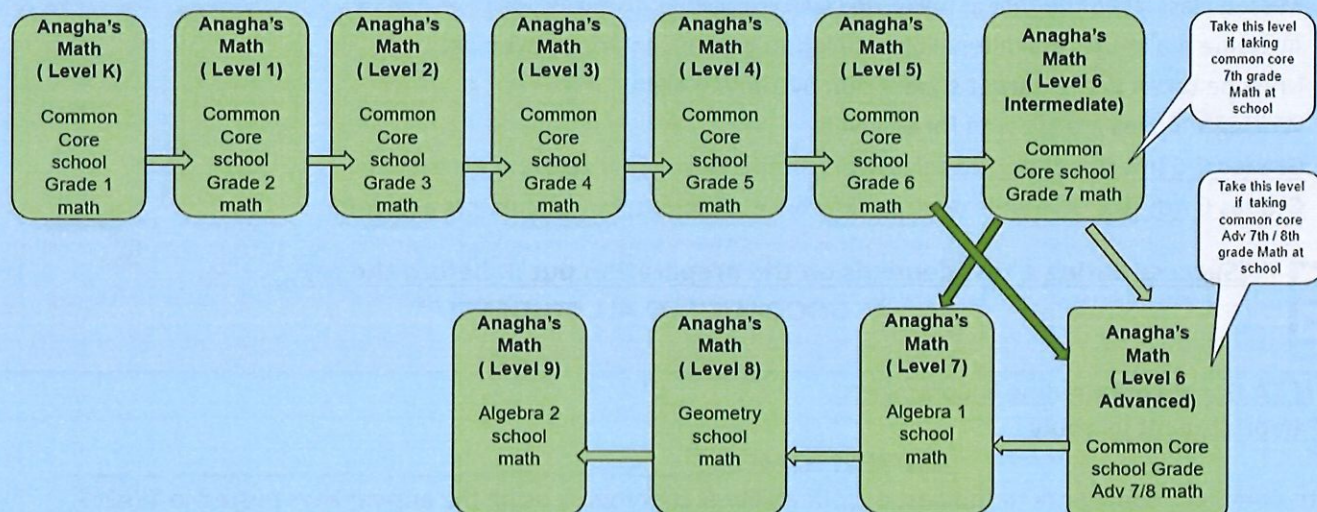 Anagha's
Math
( Level K)
Common
Core
school
Grade 1
math
Anagha's
Math
( Level 1)
Common
Core
school
Grade 2
math
Anagha's
Math
( Level 2)
Common
Core
school
Grade 3
math
Anagha's
Math
( Level 3)
Common
Core
school
Grade 4
math
Anagha's
Math
( Level 4)
Common
Core
school
Grade 5
math
Anagha's
Math
( Level 5)
Common
Core
school
Grade 6
math
Anagha's
Math
( Level 6
Intermediate)
Common
Core school
Grade 7 math
Take this level
if taking
common core
7th grade
Math at
school
Take this level
if taking
common core
Adv 7th / 8th
grade Math at
school
Anagha's
Math
( Level 9)
Algebra 2
school
math
Anagha's
Math
( Level 8)
Geometry
school
math
Anagha's
Math
( Level 7)
Algebra 1
school
math
Anagha's
Math
( Level 6
Advanced)
Common Core
school Grade
Adv 7/8 math